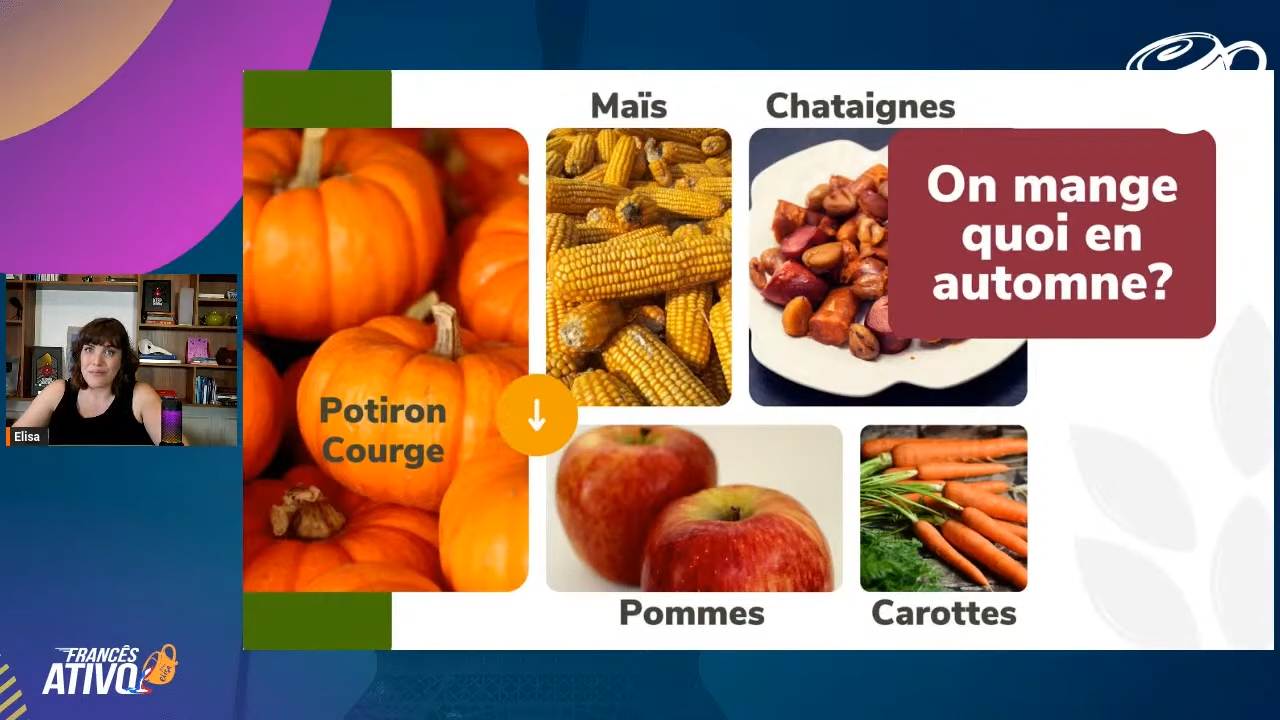 Maïs
Chataignes
On mange
quoi en
automne?
Potiron
Courge
Pommes
Carottes
Elisa
FRANCÊS
ATIVO